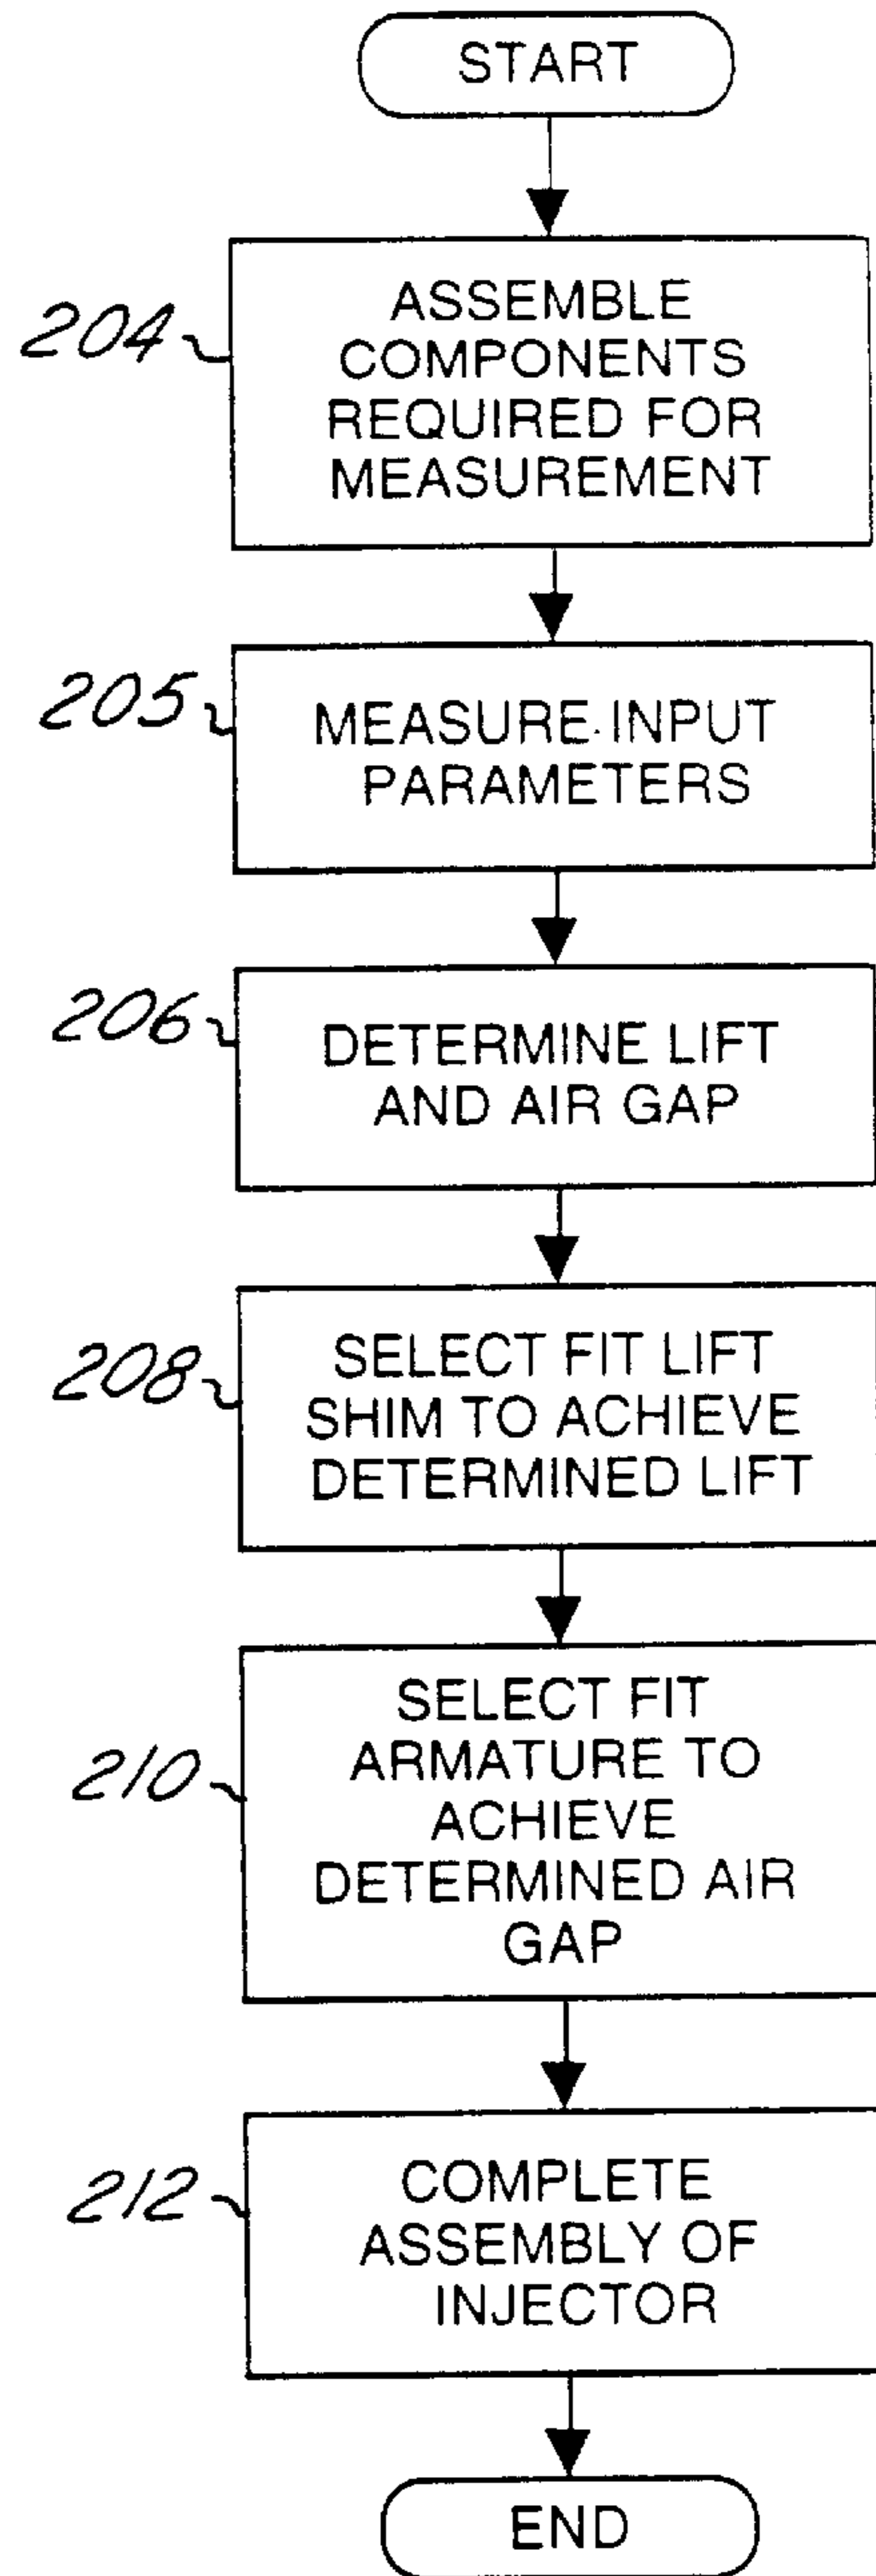 START
204
ASSEMBLE
COMPONENTS
REQUIRED FOR
MEASUREMENT
205
MEASURE INPUT
PARAMETERS
206
DETERMINE LIFT
AND AIR GAP
208
SELECT FIT LIFT
SHIM TO ACHIEVE
DETERMINED LIFT
210
SELECT FIT
ARMATURE TO
ACHIEVE
DETERMINED AIR
GAP
212
COMPLETE
ASSEMBLY OF
INJECTOR
END